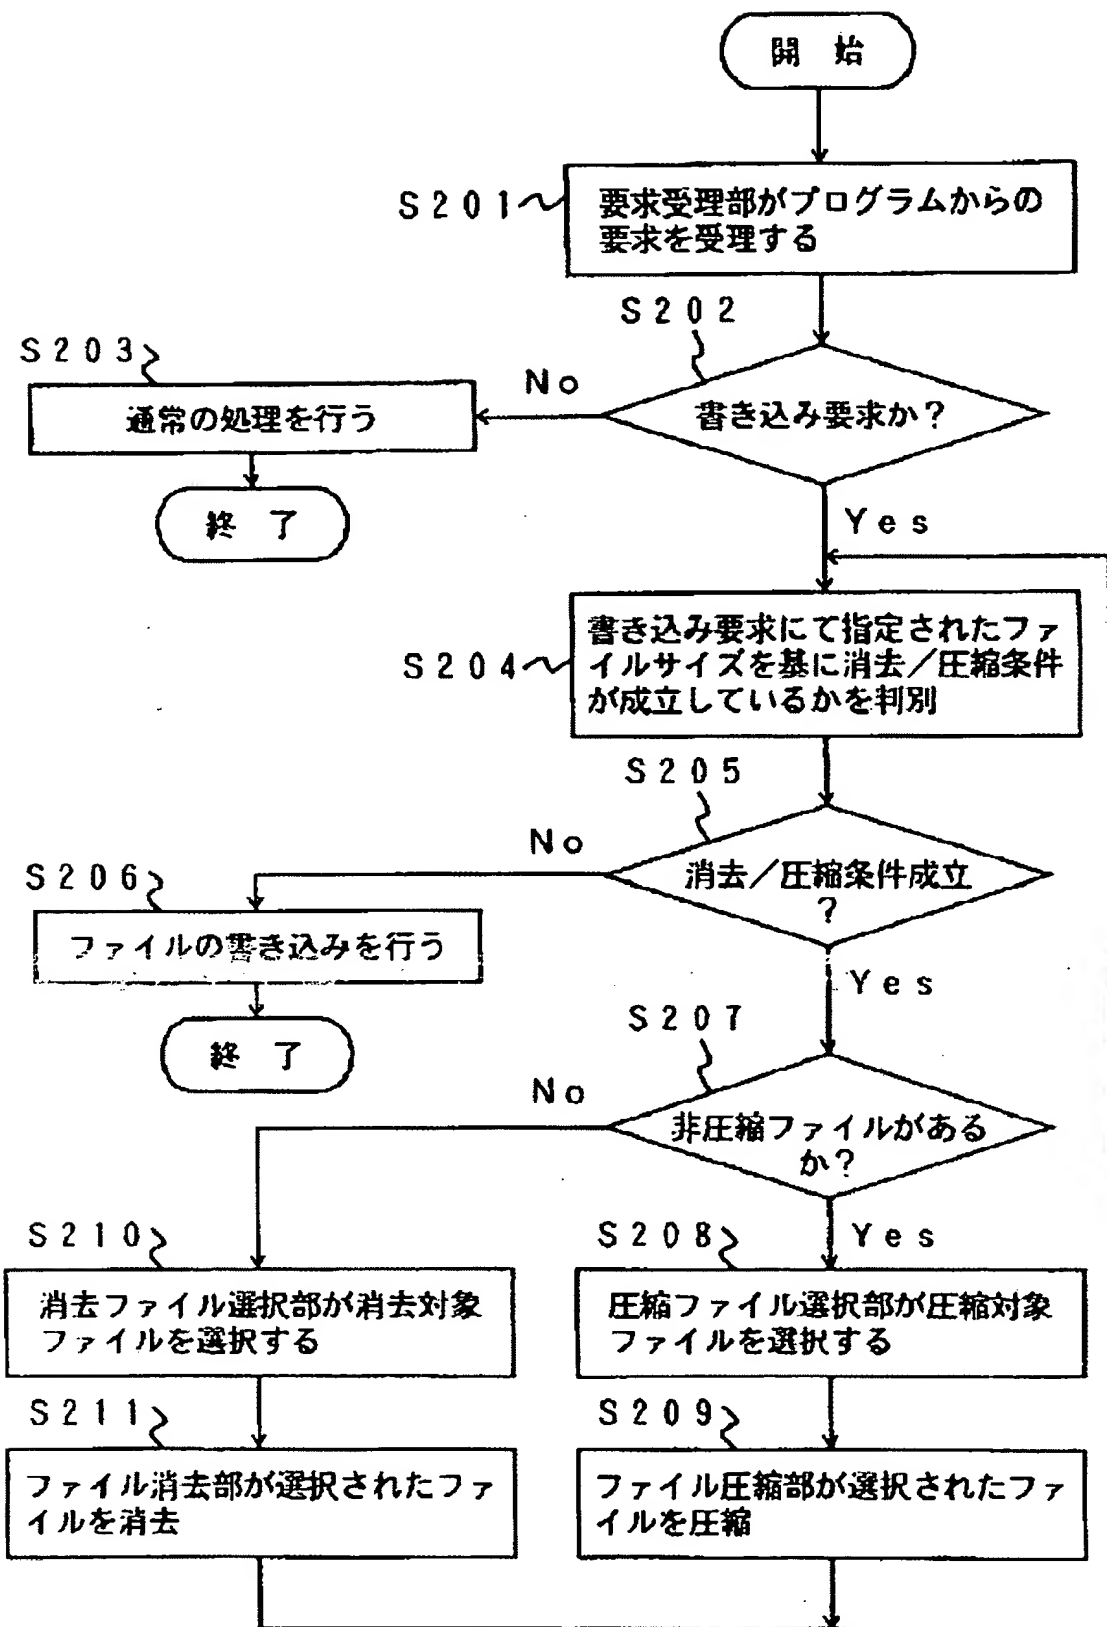 開 始
S201
要求受理部がプログラムからの
要求を受理する
S202
書き込み要求か?
No
S203
通常の処理を行う
終 了
Yes
S204
書き込み要求にて指定されたファ
イルサイズを基に消去/圧縮条件
が成立しているかを判別
S205
消去/圧縮条件成立
?
No
S206
ファイルの書き込みを行う
終 了
Yes
S207
非圧縮ファイルがある
か?
No
Yes
S210
消去ファイル選択部が消去対象
ファイルを選択する
S208
圧縮ファイル選択部が圧縮対象
ファイルを選択する
S211
ファイル消去部が選択されたファ
イルを消去
S209
ファイル圧縮部が選択されたファ
イルを圧縮